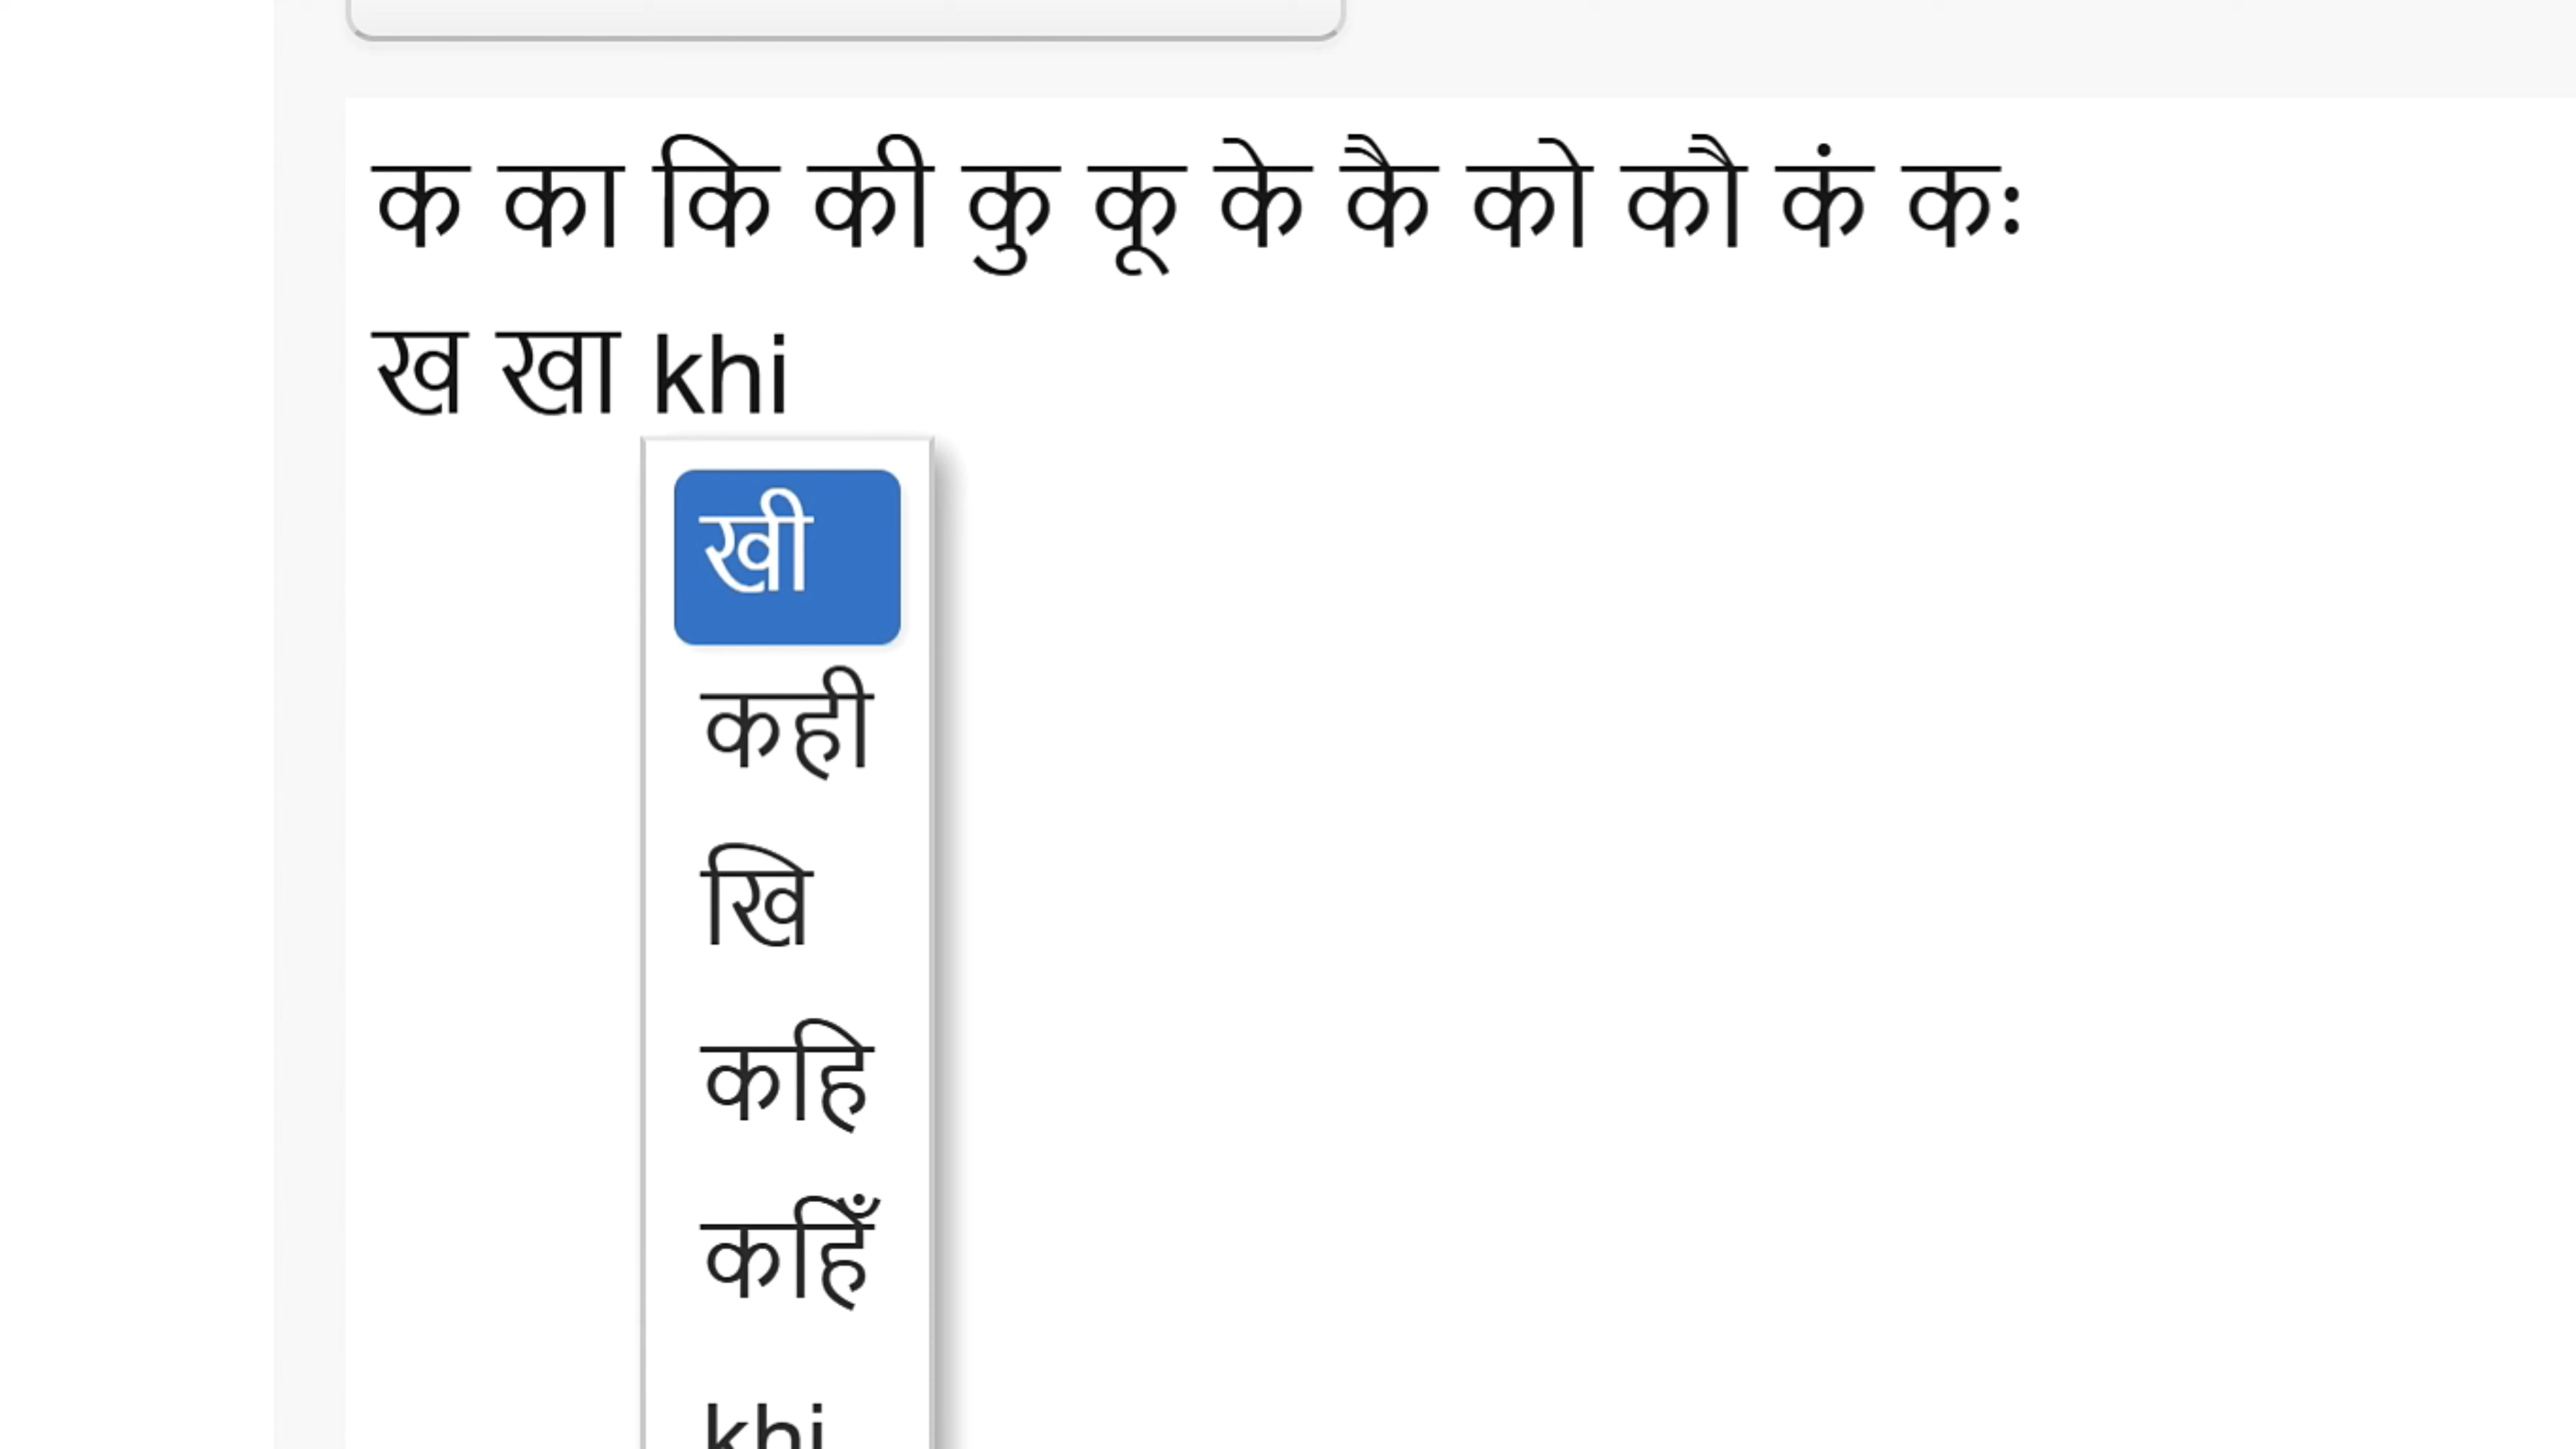 क का कि की कु कू के कै को कौ कं कः
ख खा khi
खी
कही
खि
कहि
कहिँ
khi